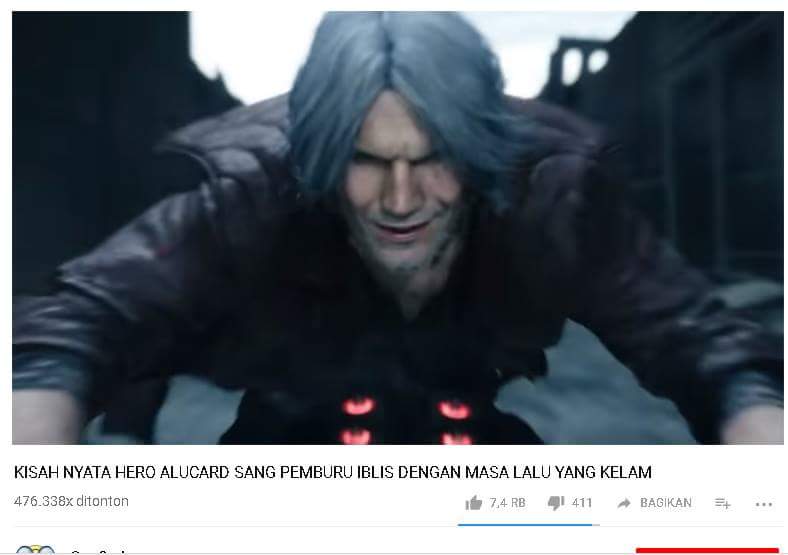 KISAH NYATA HERO ALUCARD SANG PEMBURU IBLIS DENGAN MASA LALU YANG KELAM
476.338x ditonton
7,4 RB 411 BAGIKAN